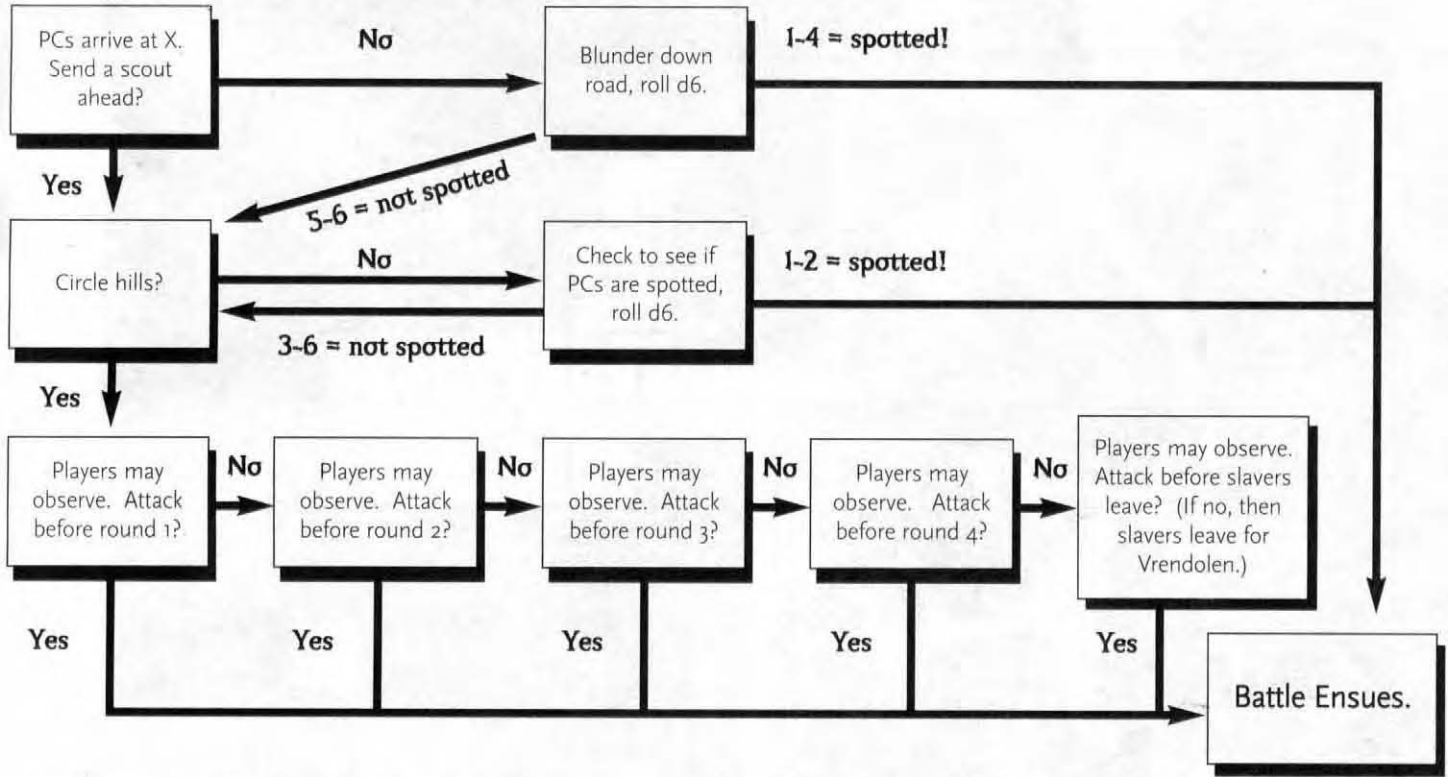 PCs arrive at X.
Send a scout
ahead?
No
Blunder down
road, roll d6.
1-4 = spotted!
Yes
5-6 = not spotted
Circle hills?
No
3-6 = not spotted
Check to see if
PCs are spotted,
roll d6.
1-2 = spotted!
Yes
Players may
observe. Attack
before round 1?
No
Players may
observe. Attack
before round 2?
No
Players may
observe. Attack
before round 3?
No
Players may
observe. Attack
before round 4?
No
Players may observe.
Attack before slavers
leave? (If no, then
slavers leave for
Vrendolen.)
Yes
Yes
Yes
Yes
Yes
Battle Ensues.